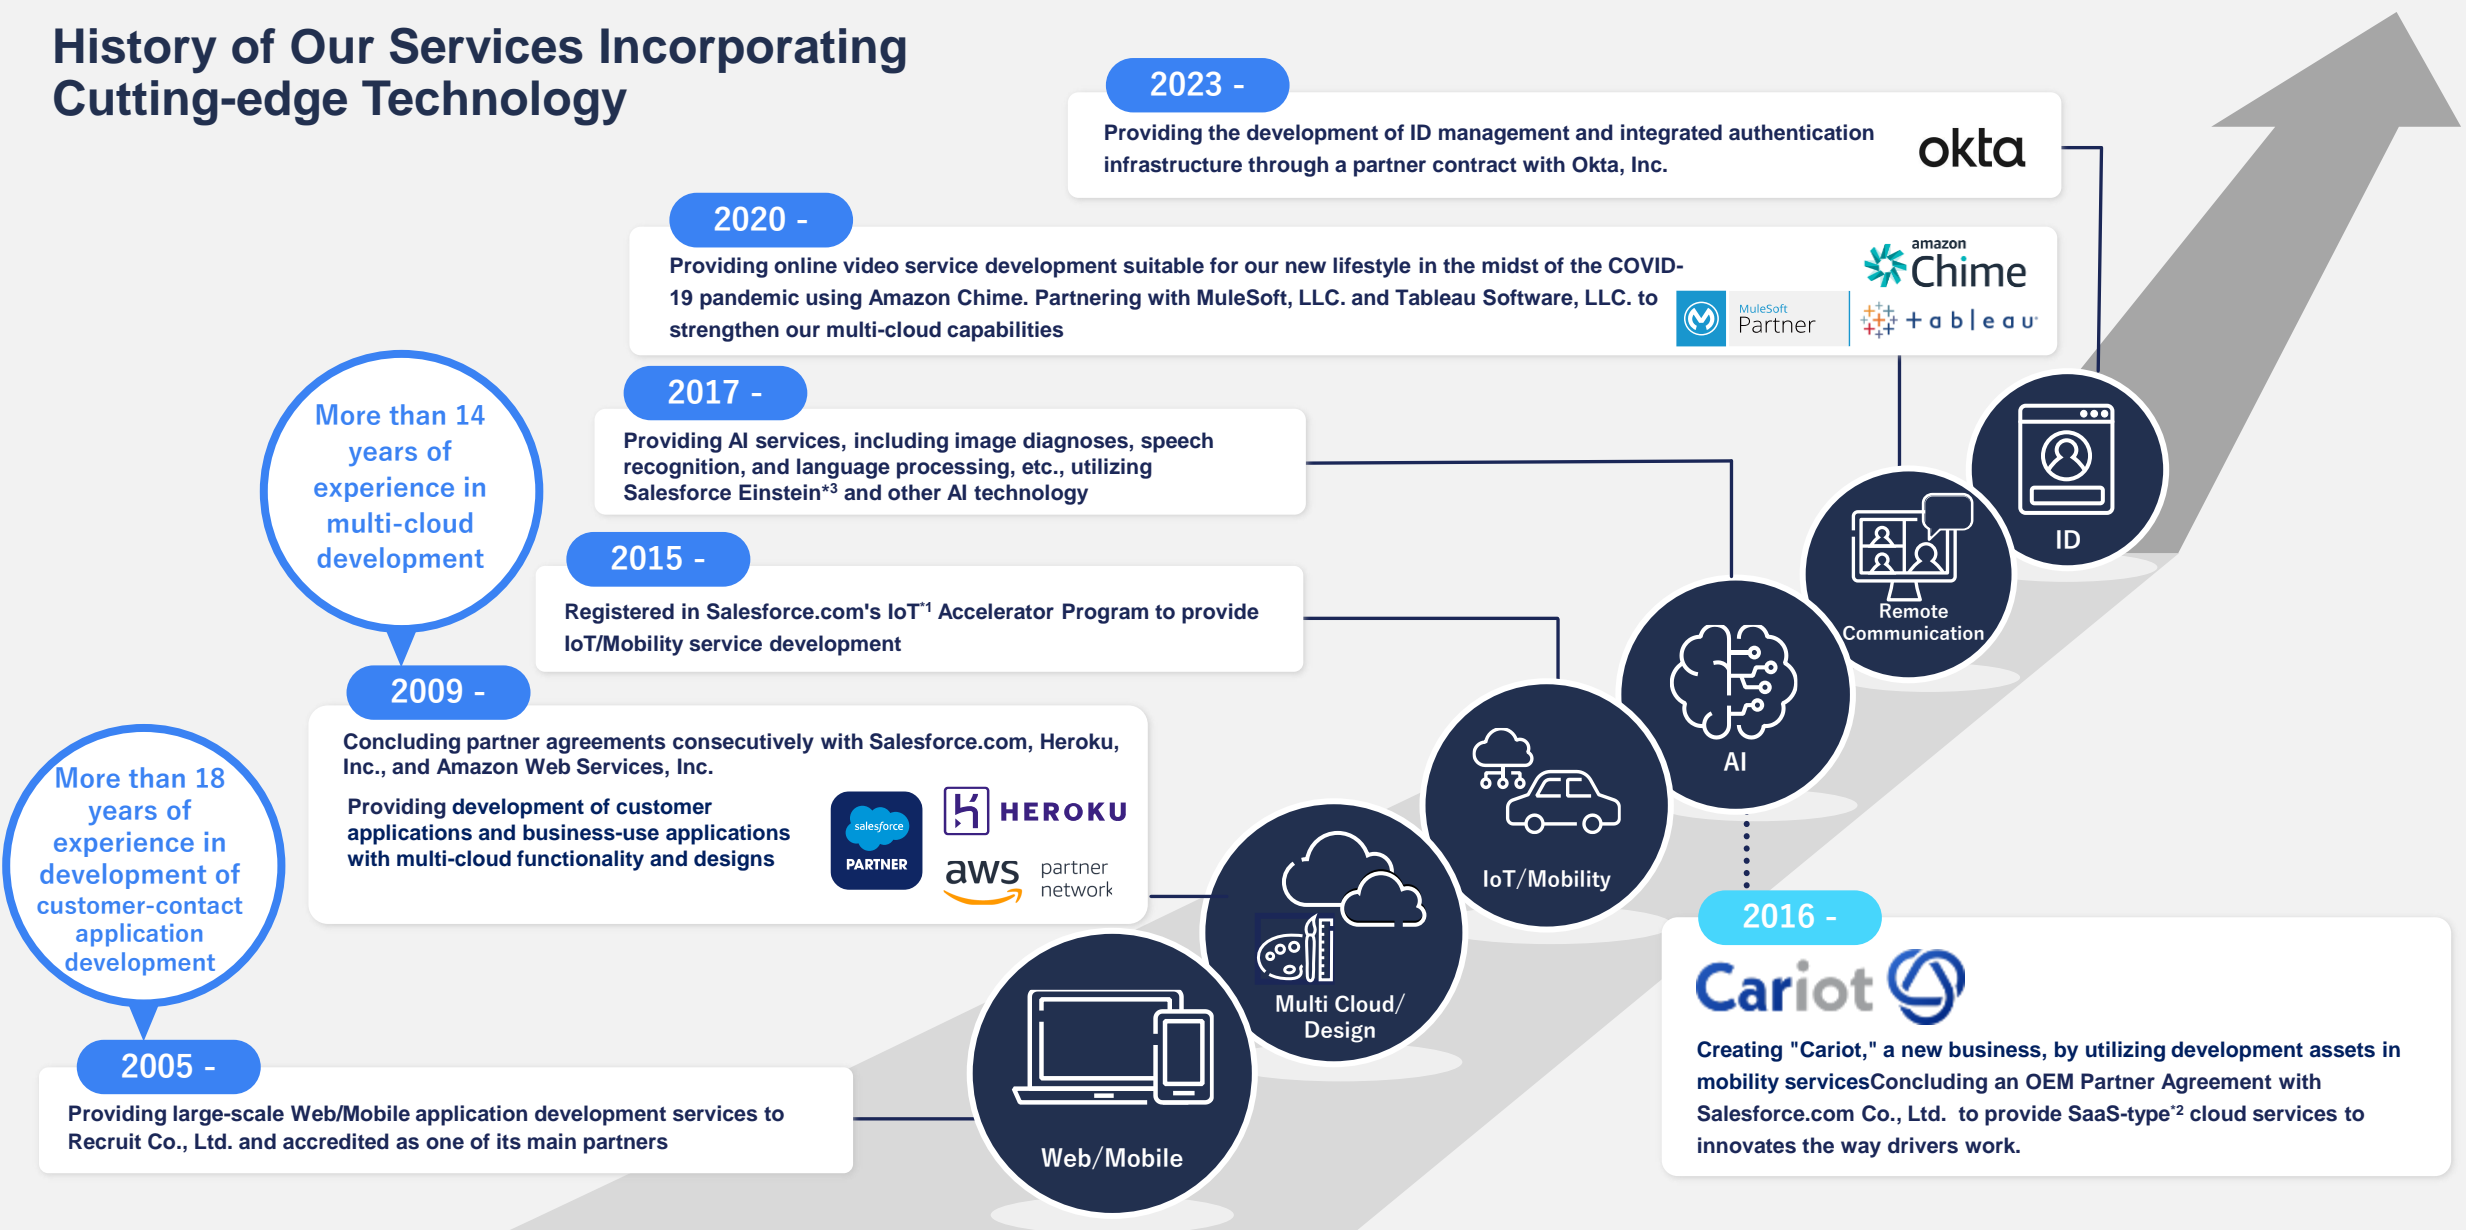 History of Our Services Incorporating
Cutting-edge Technology
2023 -
Providing the development of ID management and integrated authentication
infrastructure through a partner contract with Okta, Inc.
okta
2020 -
Providing online video service development suitable for our new lifestyle in the midst of the COVID-
19 pandemic using Amazon Chime. Partnering with MuleSoft, LLC. and Tableau Software, LLC. to
strengthen our multi-cloud capabilities
amazon
Chime
MuleSoft
Partner
tableau
2017 -
Providing AI services, including image diagnoses, speech
recognition, and language processing, etc., utilizing
Salesforce Einstein*3 and other AI technology
More than 14
years of
experience in
multi-cloud
development
2015 -
Registered in Salesforce.com's IoT*1 Accelerator Program to provide
IoT/Mobility service development
2009 -
Concluding partner agreements consecutively with Salesforce.com, Heroku,
Inc., and Amazon Web Services, Inc.
Providing development of customer
applications and business-use applications
with multi-cloud functionality and designs
salesforce
PARTNER
HEROKU
aws
partner
network
More than 18
years of
experience in
development of
customer-contact
application
development
2005 -
Providing large-scale Web/Mobile application development services to
Recruit Co., Ltd. and accredited as one of its main partners
ID
Remote
Communication
AI
IoT/Mobility
Multi Cloud/
Design
Web/Mobile
2016 -
Cariot
Creating "Cariot," a new business, by utilizing development assets in
mobility servicesConcluding an OEM Partner Agreement with
Salesforce.com Co., Ltd.  to provide SaaS-type*2 cloud services to
innovates the way drivers work.